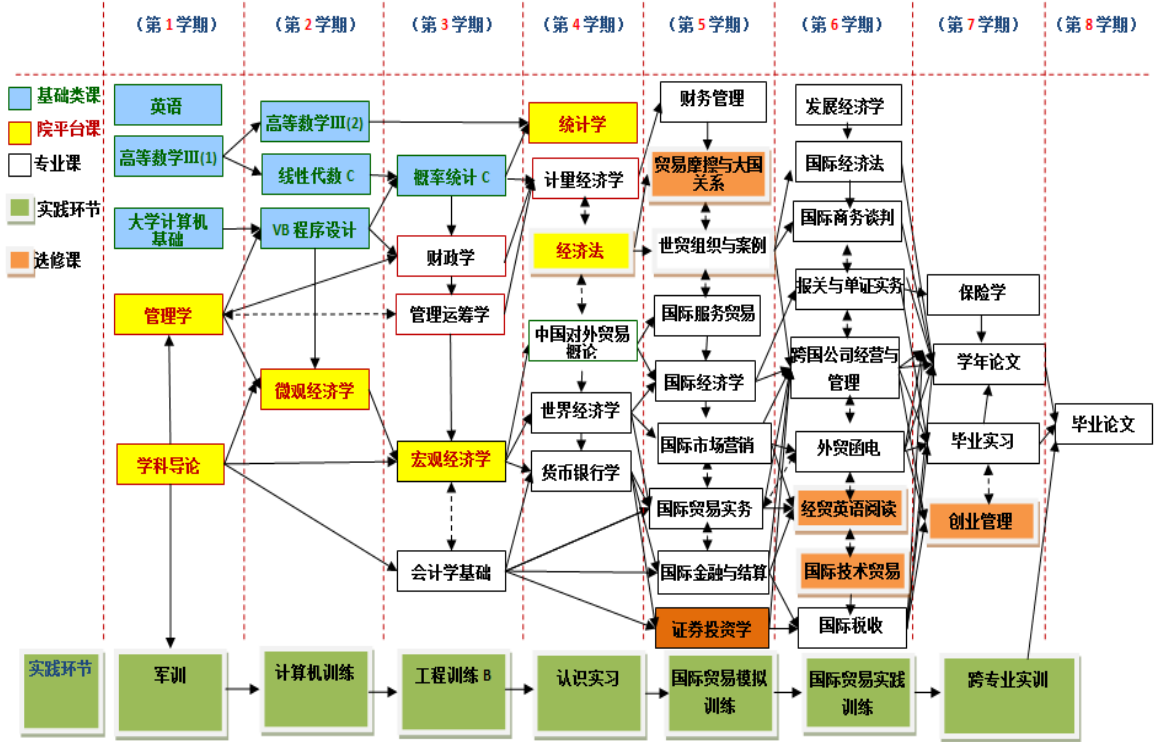 （第 1 学期）
（第 2 学期）
（第 3 学期）
（第 4 学期）
（第 5 学期）
（第 6 学期）
（第 7 学期）
（第 8 学期）
基础类课
院平台课
专业课
实践环节
选修课
英语
高等数学III(1)
大学计算机
基础
管理学
学科导论
高等数学III(2)
线性代数 C
VB 程序设计
微观经济学
概率统计 C
财政学
管理运筹学
宏观经济学
会计学基础
统计学
计量经济学
经济法
中国对外贸易
概论
世界经济学
货币银行学
财务管理
贸易摩擦与大国
关系
世贸组织与案例
国际服务贸易
国际经济学
国际市场营销
国际贸易实务
国际金融与结算
证券投资学
发展经济学
国际经济法
国际商务谈判
报关与单证实务
跨国公司经营与
管理
外贸函电
经贸英语阅读
国际技术贸易
国际税收
保险学
学年论文
毕业实习
创业管理
毕业论文
实践环节
军训
计算机训练
工程训练 B
认识实习
国际贸易模拟
训练
国际贸易实践
训练
跨专业实训